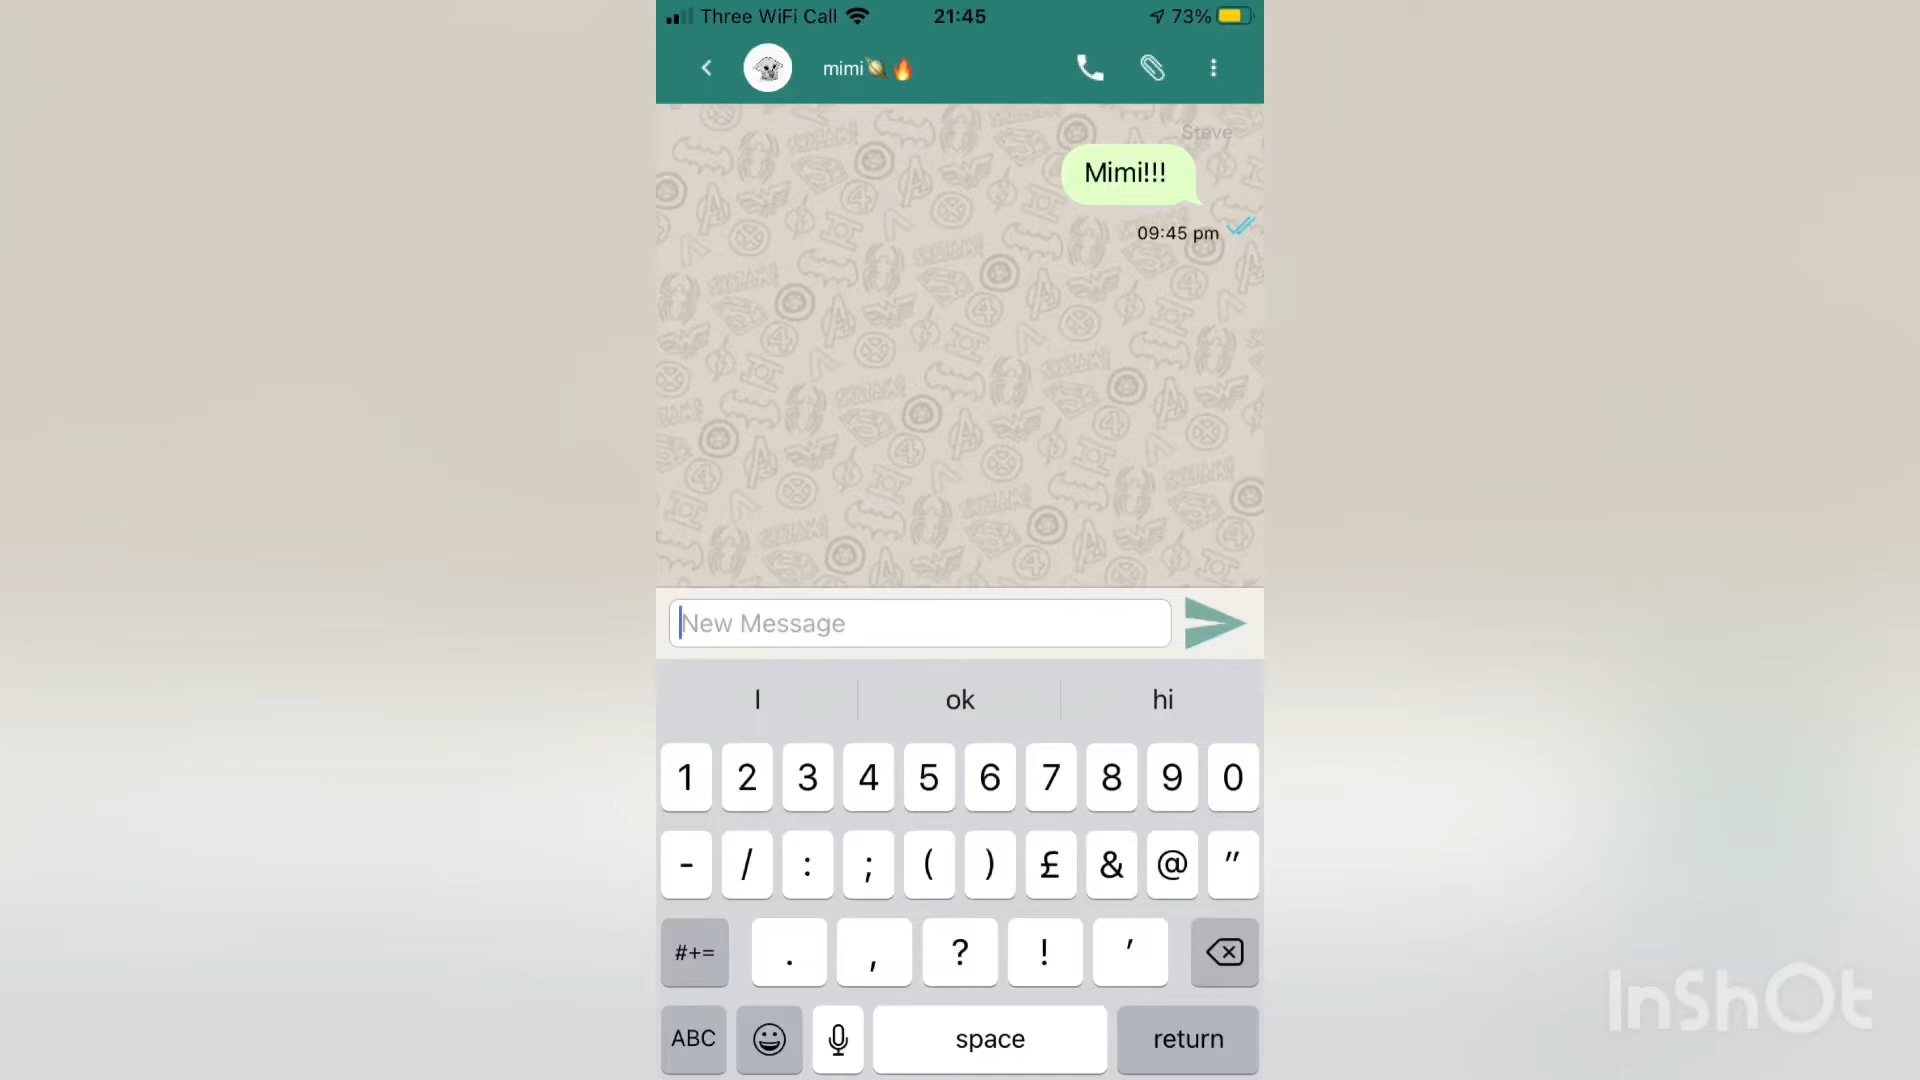 Three WiFi Call 21:45 73%
mimi🪐🔥
Steve
Mimi!!!
09:45 pm
New Message
I ok hi
1 2 3 4 5 6 7 8 9 0
- / : ; ( ) £ & @ "
#+= . , ? ! '
ABC space return
InShOt